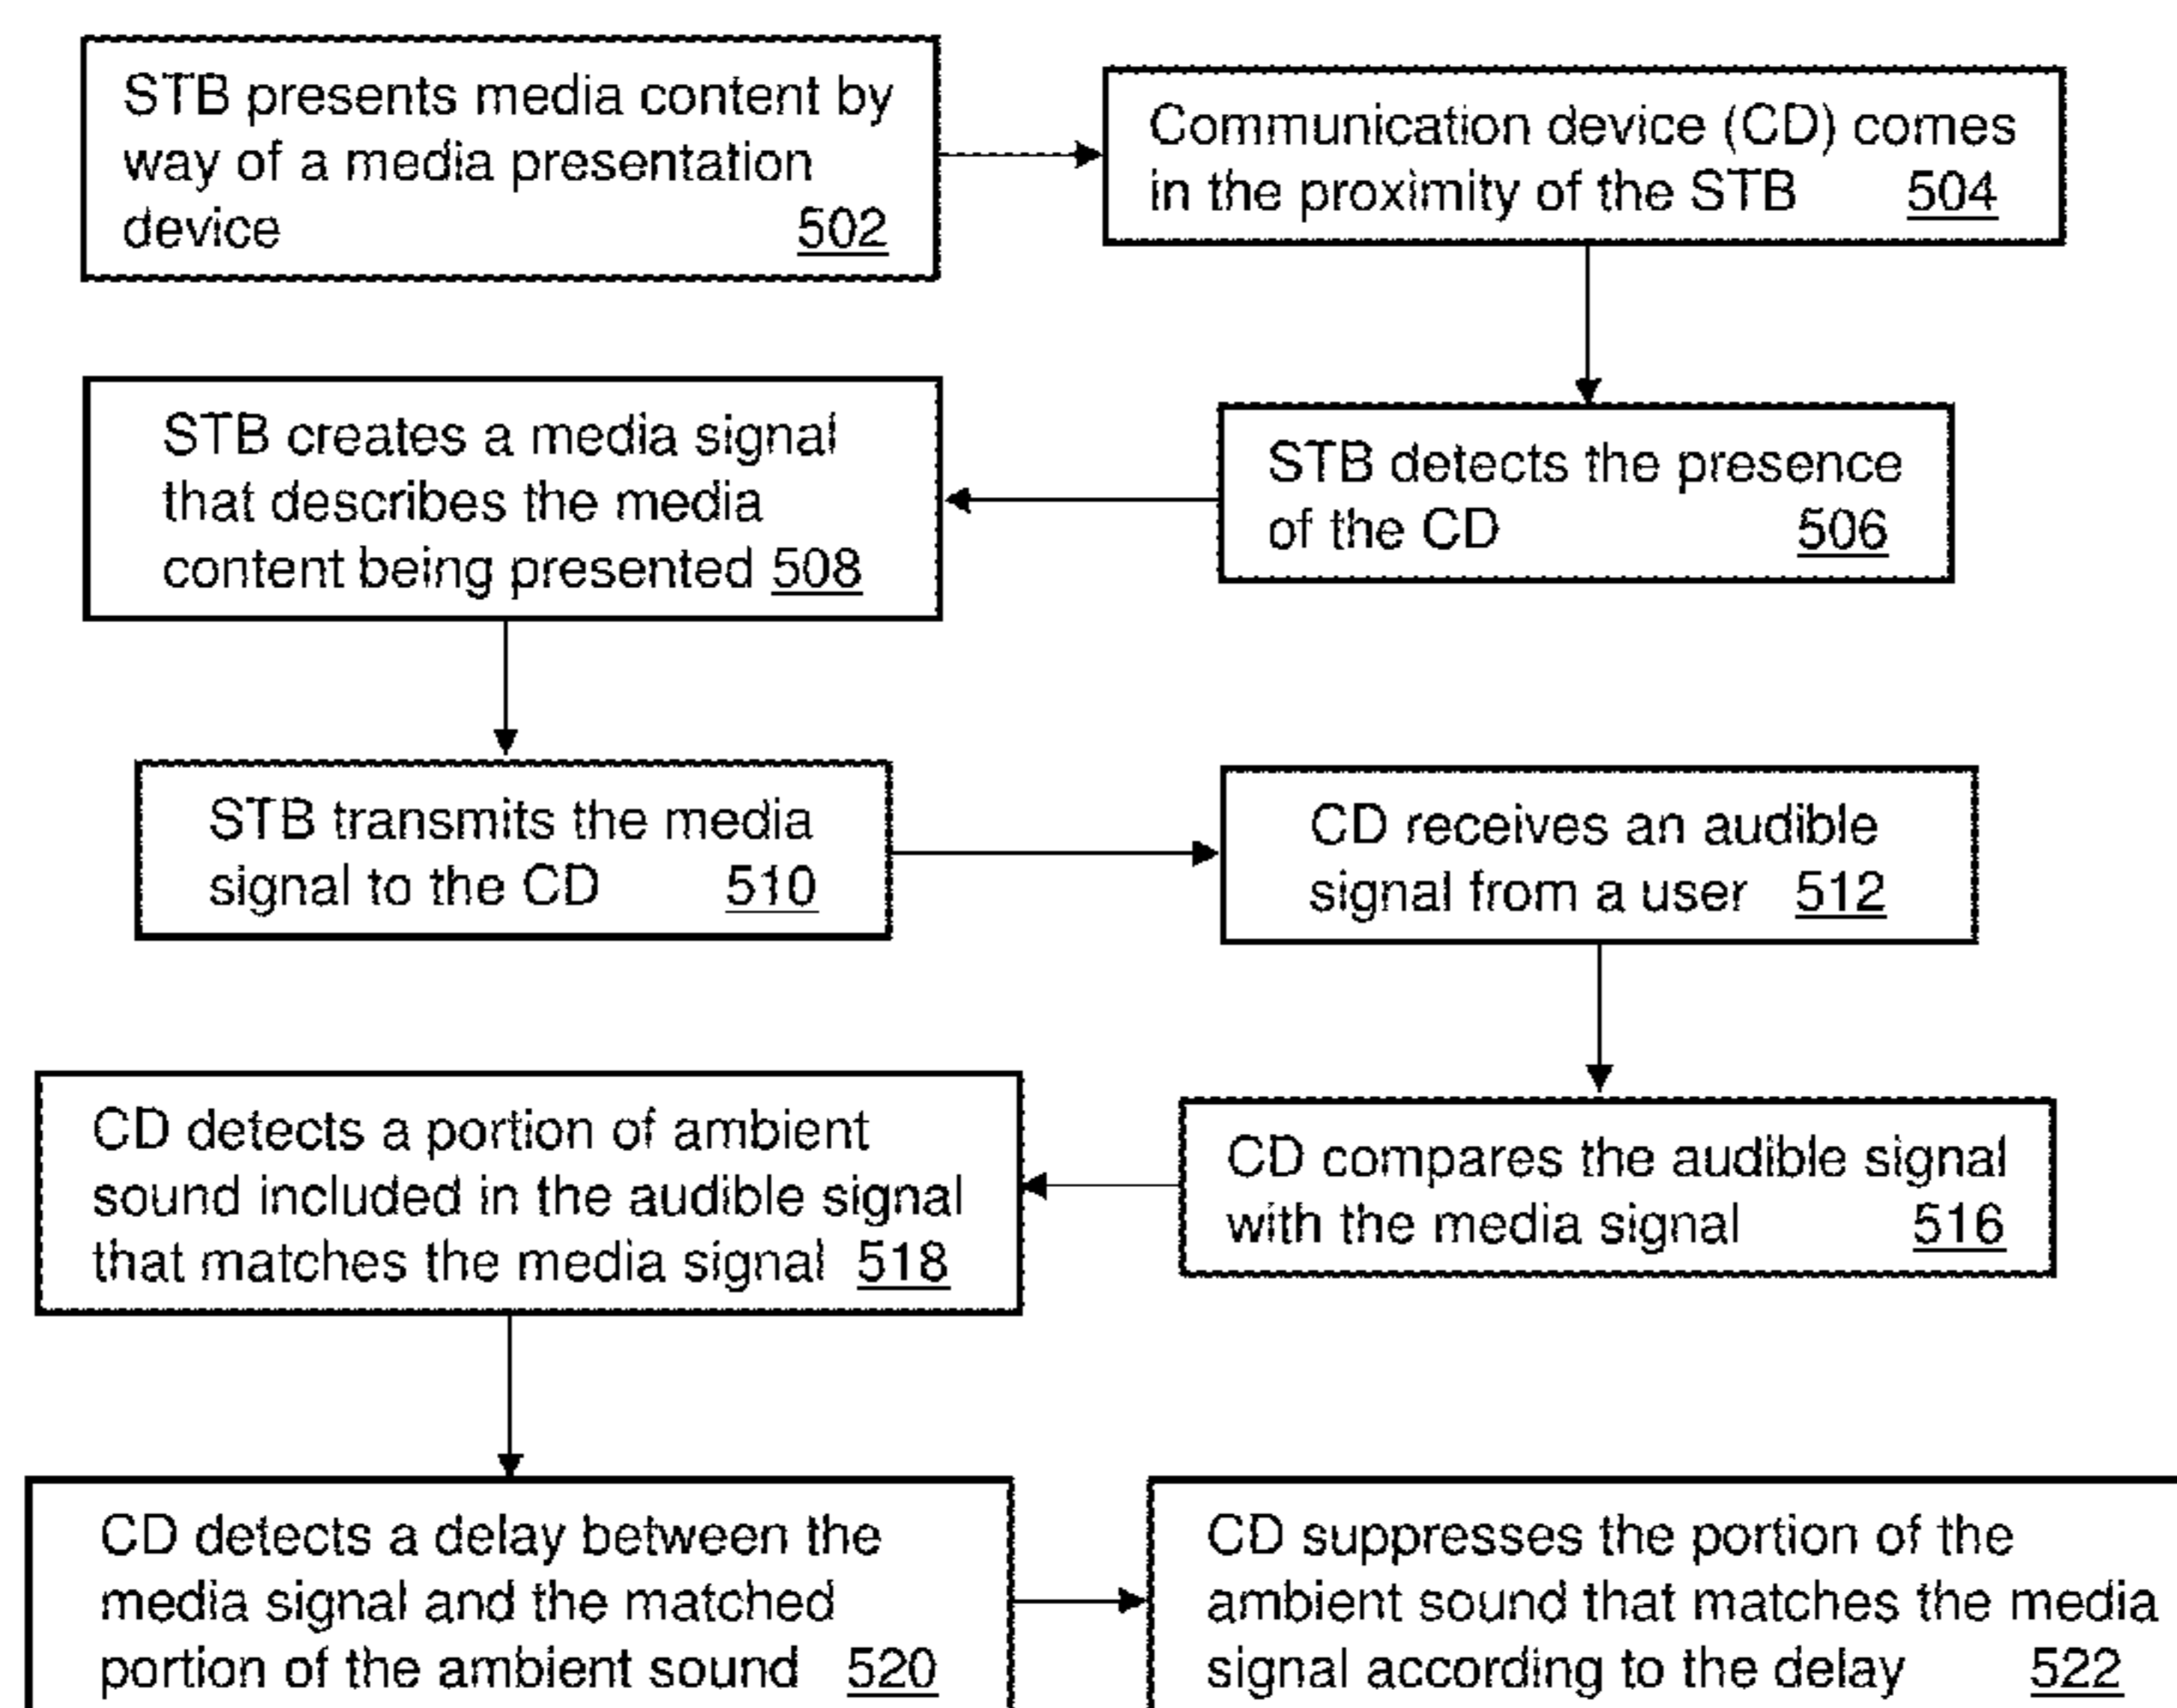 STB presents media content by
way of a media presentation
device 502
Communication device (CD) comes
in the proximity of the STB 504
STB detects the presence
of the CD 506
STB creates a media signal
that describes the media
content being presented 508
STB transmits the media
signal to the CD 510
CD receives an audible
signal from a user 512
CD compares the audible signal
with the media signal 516
CD detects a portion of ambient
sound included in the audible signal
that matches the media signal 518
CD detects a delay between the
media signal and the matched
portion of the ambient sound 520
CD suppresses the portion of the
ambient sound that matches the media
signal according to the delay 522